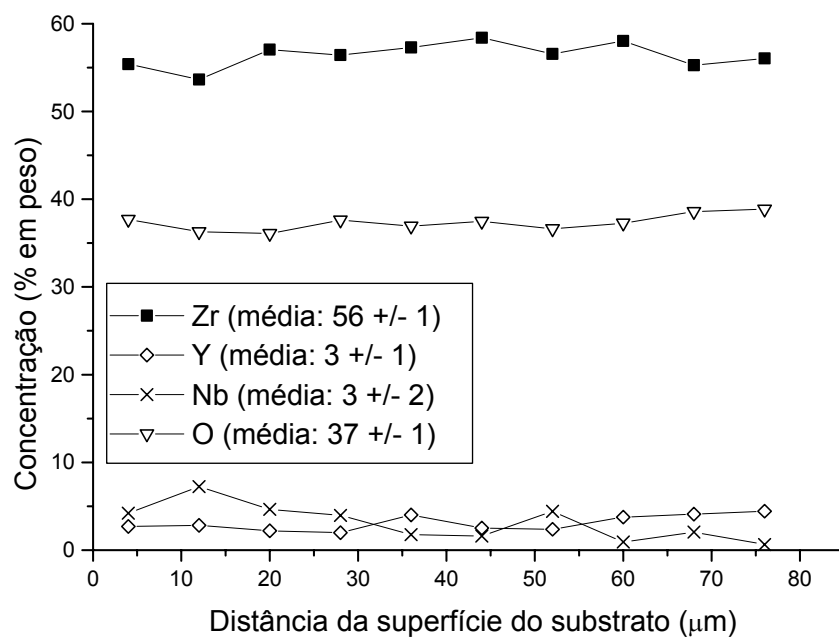 60
50
40
30
20
10
0
Concentração (% em peso)
Zr (média: 56 +/- 1)
Y (média: 3 +/- 1)
Nb (média: 3 +/- 2)
O (média: 37 +/- 1)
0 10 20 30 40 50 60 70 80
Distância da superfície do substrato (μm)